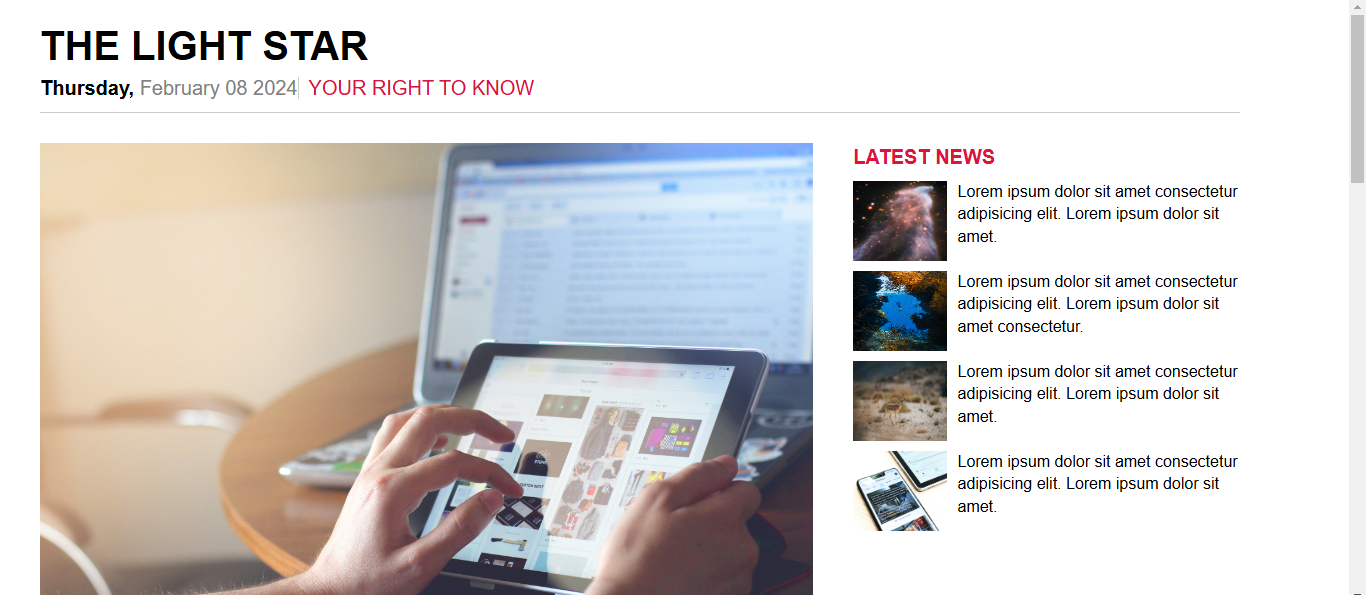 THE LIGHT STAR
Thursday, February 08 2024 YOUR RIGHT TO KNOW
LATEST NEWS
Lorem ipsum dolor sit amet consectetur
adipisicing elit. Lorem ipsum dolor sit
amet.
Lorem ipsum dolor sit amet consectetur
adipisicing elit. Lorem ipsum dolor sit
amet consectetur.
Lorem ipsum dolor sit amet consectetur
adipisicing elit. Lorem ipsum dolor sit
amet.
Lorem ipsum dolor sit amet consectetur
adipisicing elit. Lorem ipsum dolor sit
amet.